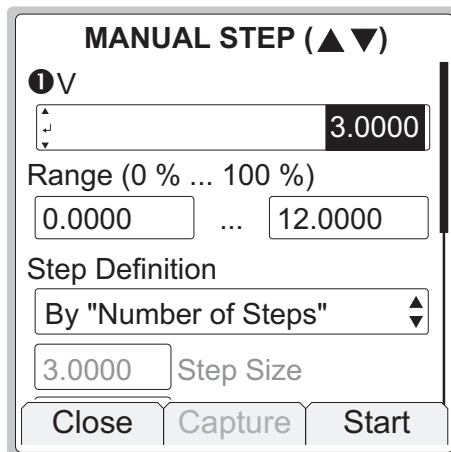 MANUAL STEP (▲ ▼)
❶V
3.0000
Range (0 % ... 100 %)
0.0000 ... 12.0000
Step Definition
By "Number of Steps"
3.0000 Step Size
Close Capture Start